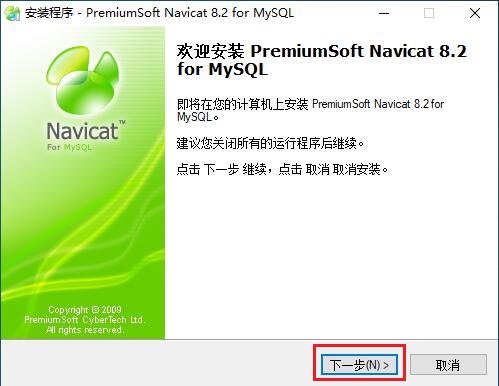 安装程序 - PremiumSoft Navicat 8.2 for MySQL
Navicat™
For MySQL
欢迎安装 PremiumSoft Navicat 8.2
for MySQL
即将在您的计算机上安装 PremiumSoft Navicat 8.2 for
MySQL。
建议您关闭所有的运行程序后继续。
点击 下一步 继续，点击 取消 取消安装。
Copyright © 2009
PremiumSoft CyberTech Ltd.
All rights reserved.
下一步(N) >
取消